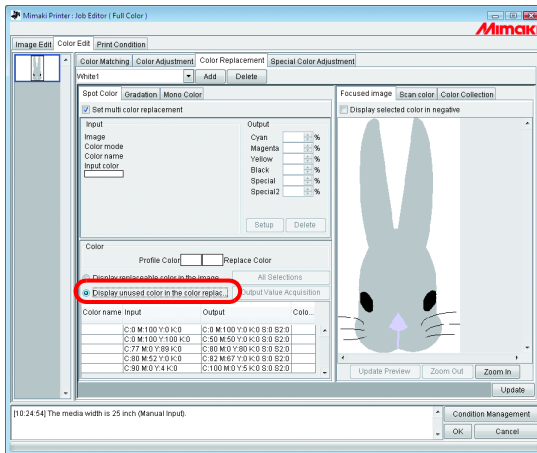 Mimaki Printer : Job Editor ( Full Color )
Mimaki
Image Edit Color Edit Print Condition
Color Matching Color Adjustment Color Replacement Special Color Adjustment
White1 Add Delete
Spot Color Gradation Mono Color
Set multi color replacement
Input
Image
Color mode
Color name
Input color
Output
Cyan %
Magenta %
Yellow %
Black %
Special %
Special2 %
Setup Delete
Color
Profile Color Replace Color
Display replaceable color in the image All Selections
Display unused color in the color replac... Output Value Acquisition
Color name Input Output Colo...
C:0 M:100 Y:0 K:0 C:0 M:100 Y:0 K:0 S:0 S2:0
C:0 M:100 Y:100 K:0 C:50 M:50 Y:0 K:0 S:0 S2:0
C:77 M:0 Y:89 K:0 C:80 M:0 Y:80 K:0 S:0 S2:0
C:80 M:52 Y:0 K:0 C:82 M:67 Y:0 K:0 S:0 S2:0
C:90 M:0 Y:4 K:0 C:100 M:0 Y:5 K:0 S:0 S2:0
Focused image Scan color Color Collection
Display selected color in negative
Update Preview Zoom Out Zoom In
Update
[10:24:54] The media width is 25 inch (Manual Input).
Condition Management
OK Cancel